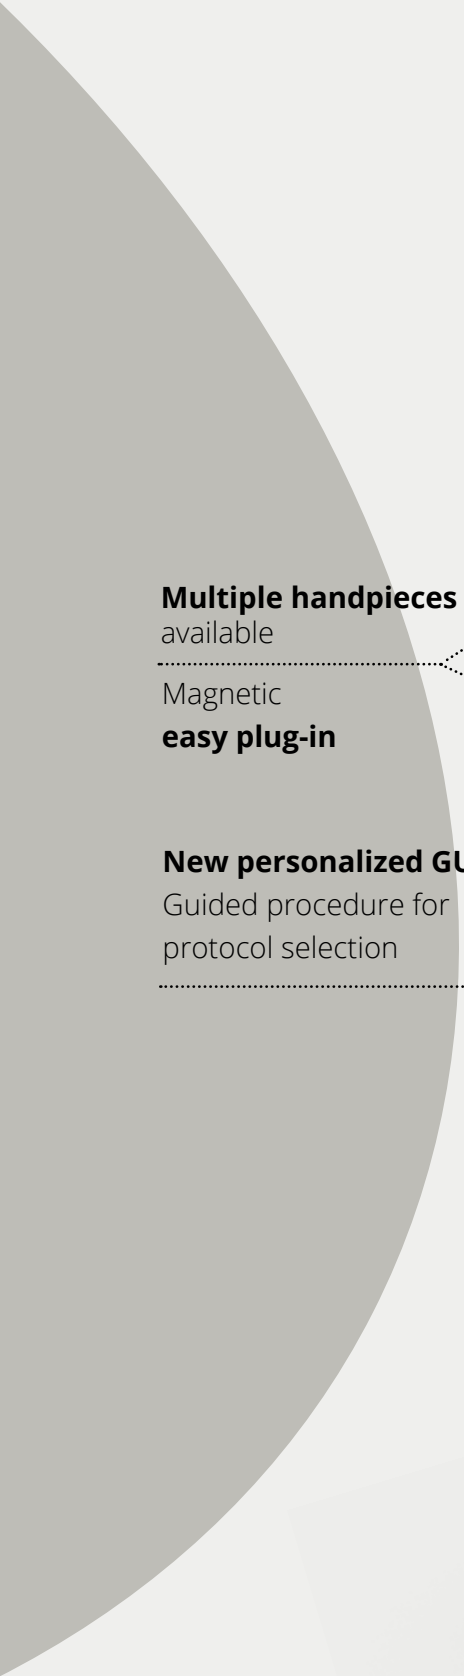 Multiple handpieces
available
Magnetic
easy plug-in
New personalized
Guided procedure for
protocol selection